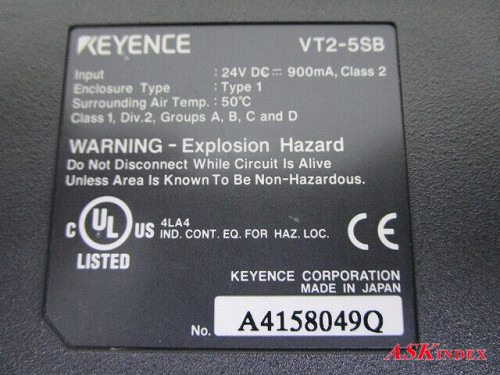 KEYENCE VT2-5SB
Input : 24V DC⎓ 900mA, Class 2
Enclosure Type : Type 1
Surrounding Air Temp. : 50°C
Class 1, Div.2, Groups A, B, C and D
WARNING - Explosion Hazard
Do Not Disconnect While Circuit Is Alive
Unless Area Is Known To Be Non-Hazardous.
C UL US
® 
LISTED
4LA4
IND. CONT. EQ. FOR HAZ. LOC.
CE
KEYENCE CORPORATION
MADE IN JAPAN
No. A4158049Q
ASKINDEX